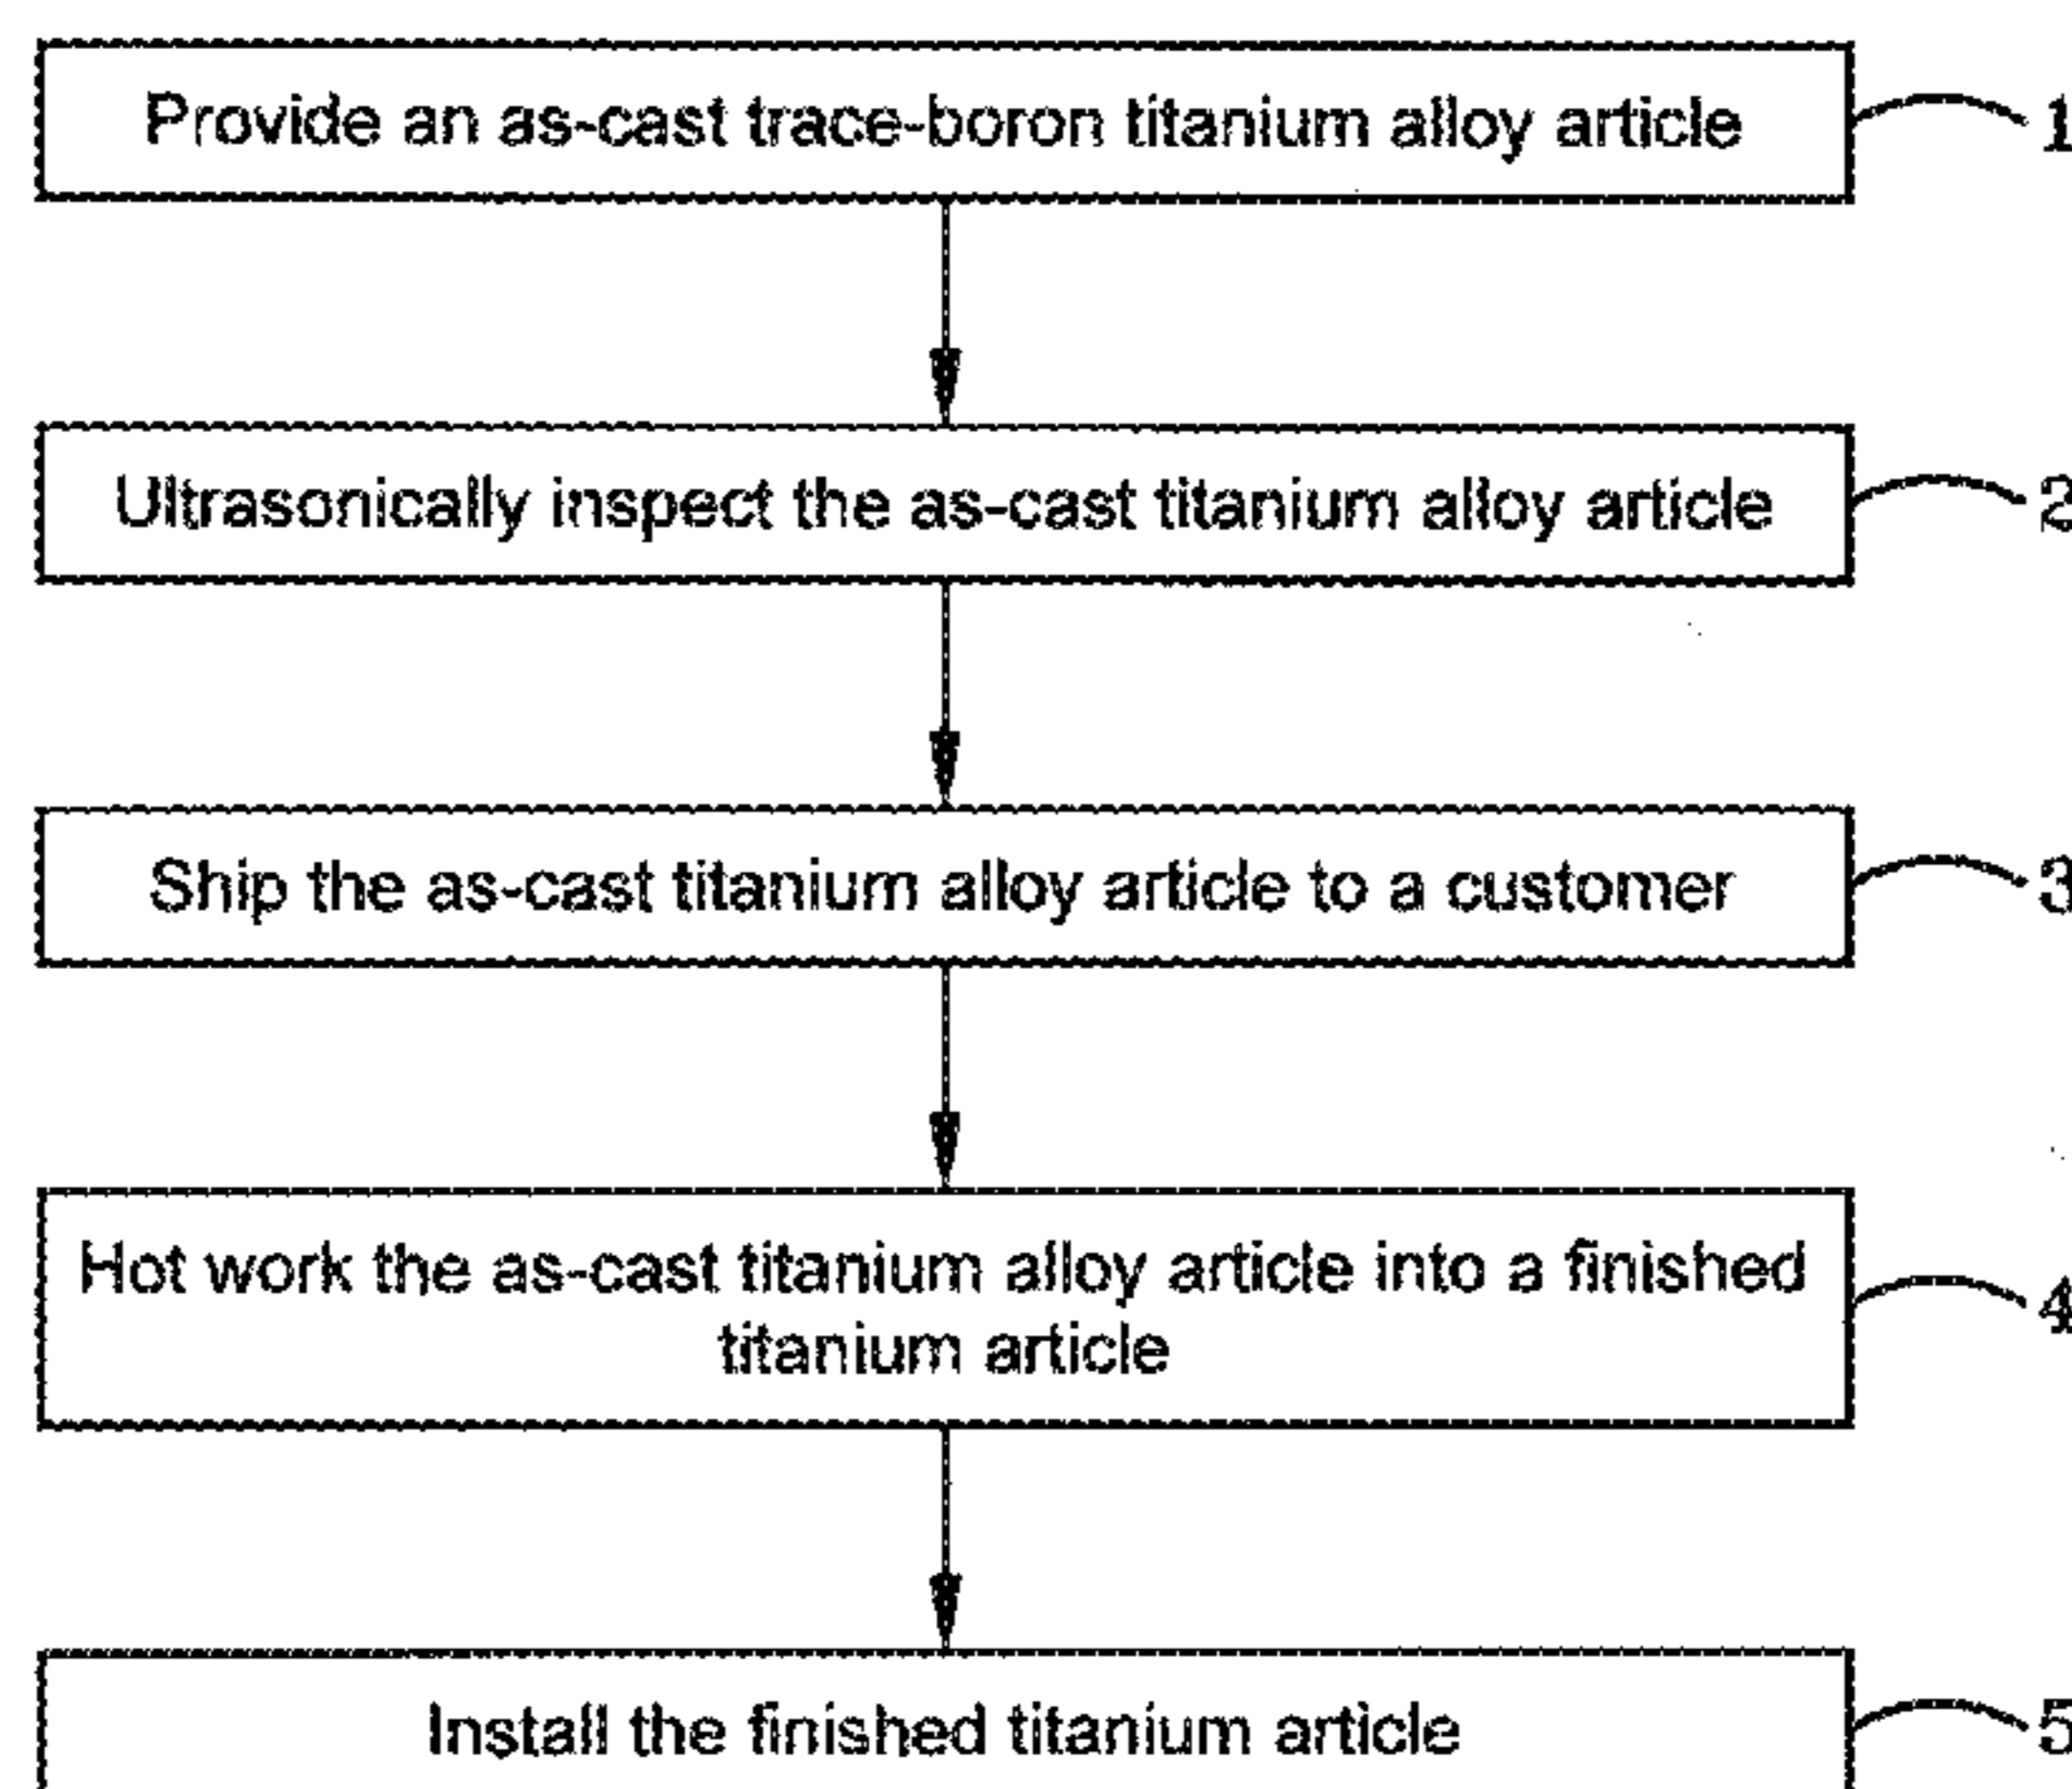 Provide an as-cast trace-boron titanium alloy article
1
Ultrasonically inspect the as-cast titanium alloy article
2
Ship the as-cast titanium alloy article to a customer
3
Hot work the as-cast titanium alloy article into a finished
titanium article
4
Install the finished titanium article
5